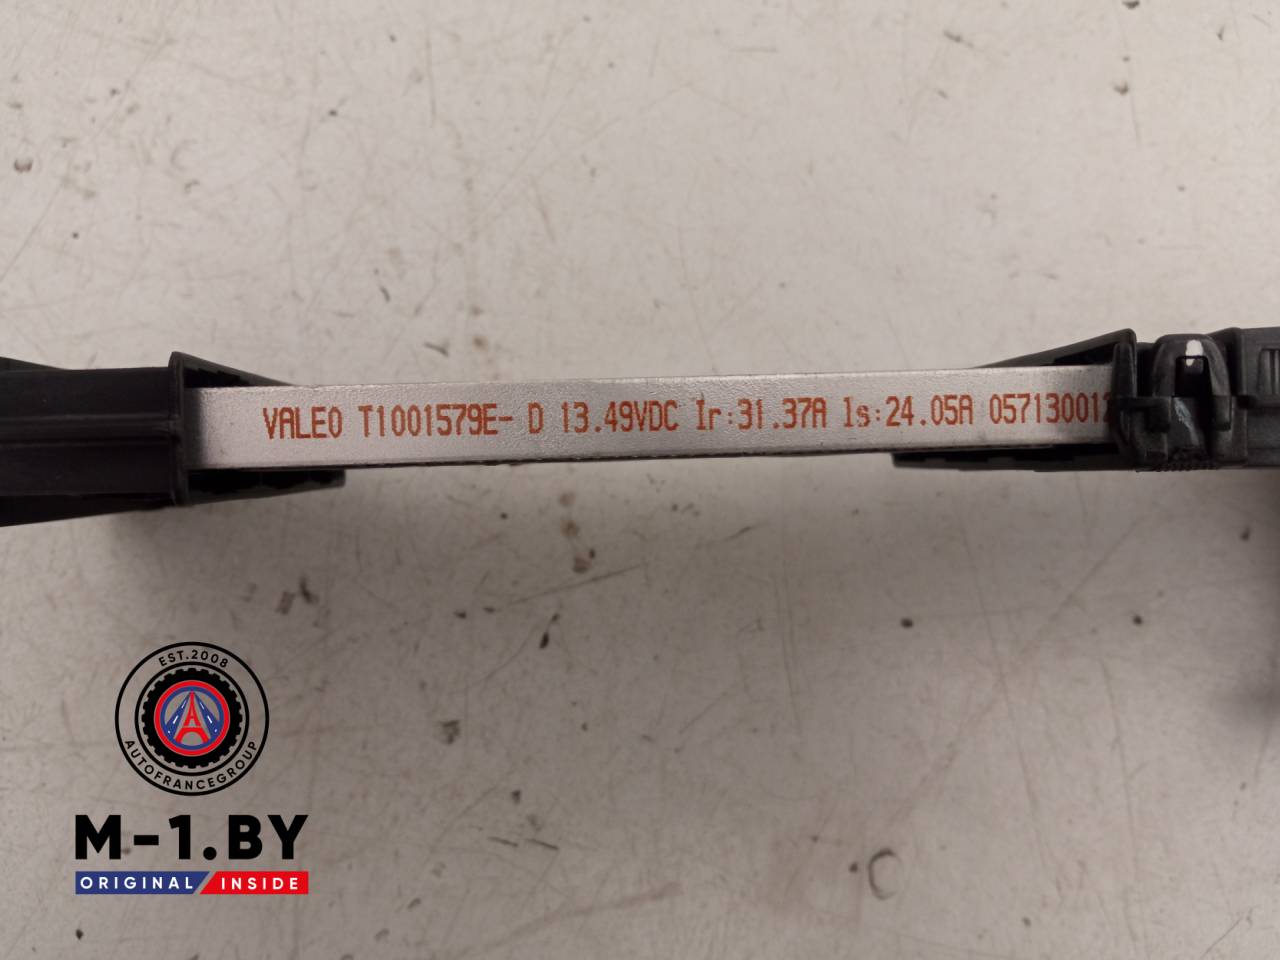 VALEO T1001579E- D 13.49VDC Ir:31.37A Is:24.05A
EST.2008
AUTOFRANCEGROUP
M-1.BY
ORIGINAL / INSIDE